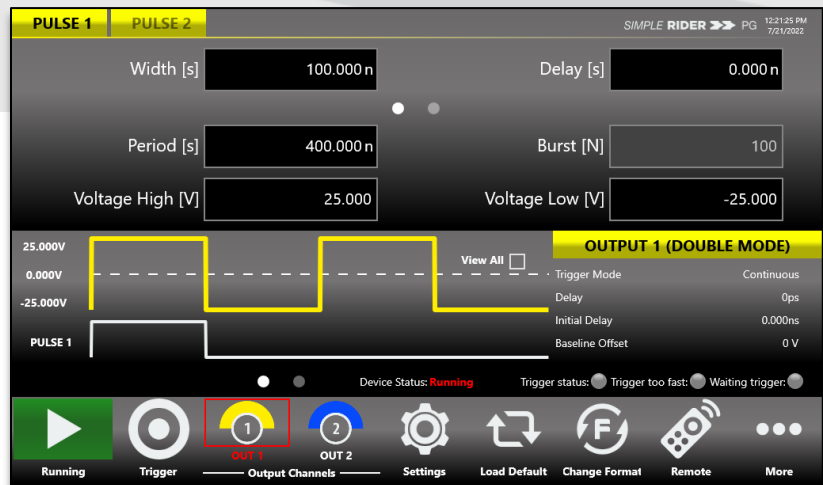 PULSE 1 PULSE 2 SIMPLE RIDER PG 12:21:25 PM
7/21/2022
Width [s] 100.000 n Delay [s] 0.000 n
Period [s] 400.000 n Burst [N] 100
Voltage High [V] 25.000 Voltage Low [V] -25.000
25.000V
0.000V
-25.000V
PULSE 1
View All
OUTPUT 1 (DOUBLE MODE)
Trigger Mode Continuous
Delay 0ps
Initial Delay 0.000ns
Baseline Offset 0 V
Device Status: Running Trigger status: Trigger too fast: Waiting trigger:
1 2 F
OUT 1 OUT 2
Running Trigger Output Channels Settings Load Default Change Format Remote More